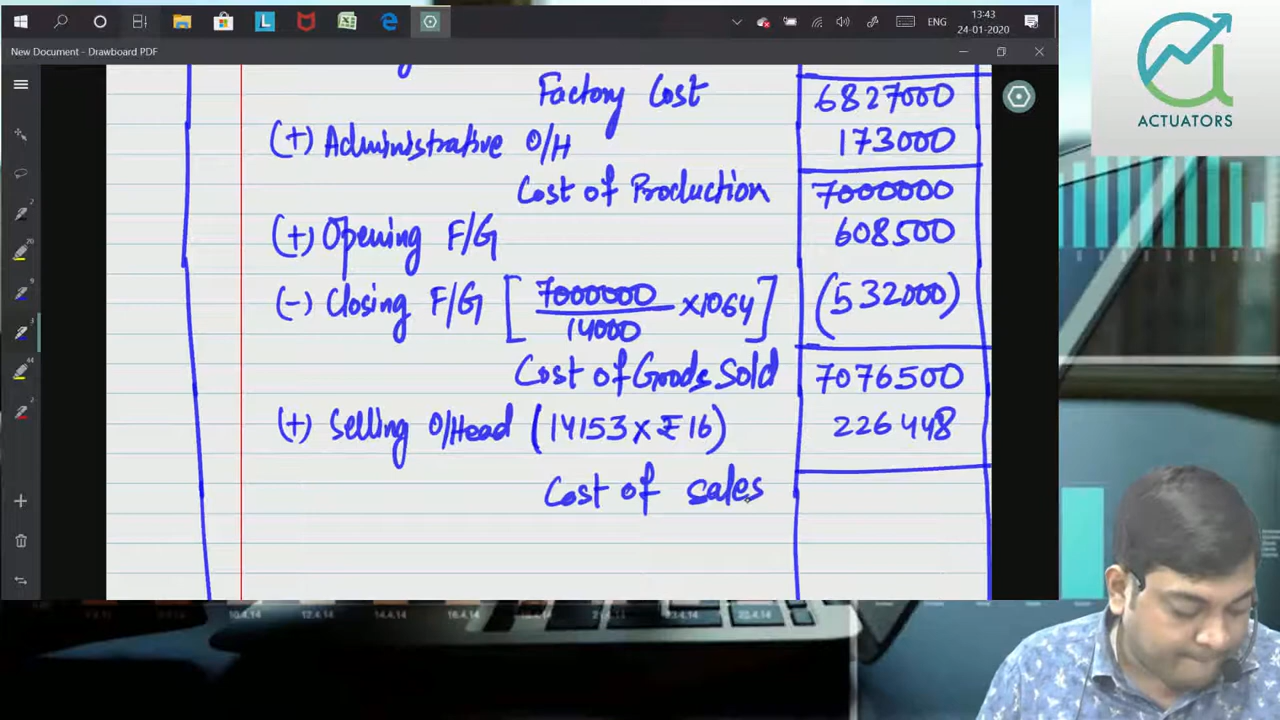 ENG
13:43
24-01-2020
New Document - Drawboard PDF
ACTUATORS
Factory Cost 6827000
(+) Administrative O/H 173000
Cost of Production 7000000
(+) Opening F/G 608500
(-) Closing F/G [ 7000000 / 14000 × 1064 ] (532000)
Cost of Goods Sold 7076500
(+) Selling O/Head (14153 × ₹ 16) 226448
Cost of sales